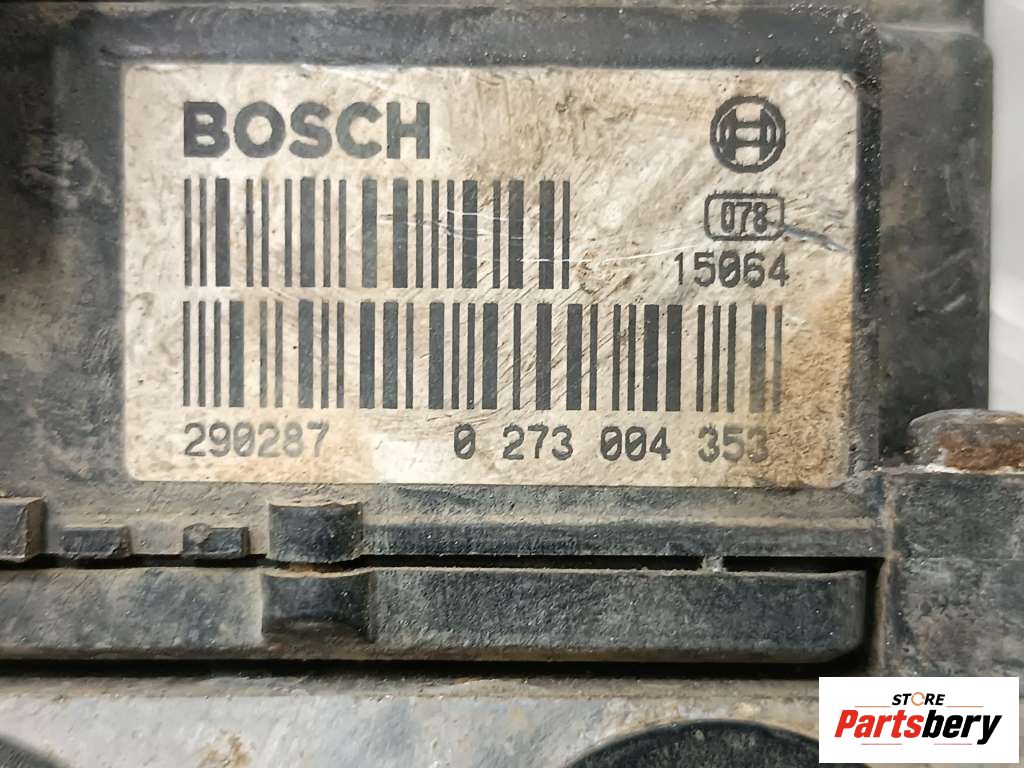 BOSCH
078
15064
290287 0 273 004 353
STORE
Partsbery